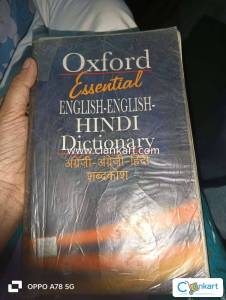 Oxford
Essential
ENGLISH-ENGLISH-
HINDI
Dictionary
www.clankart.com
अंग्रेज़ी-अंग्रेज़ी-हिंदी
शब्दकोश
OPPO A78 5G
Clankart